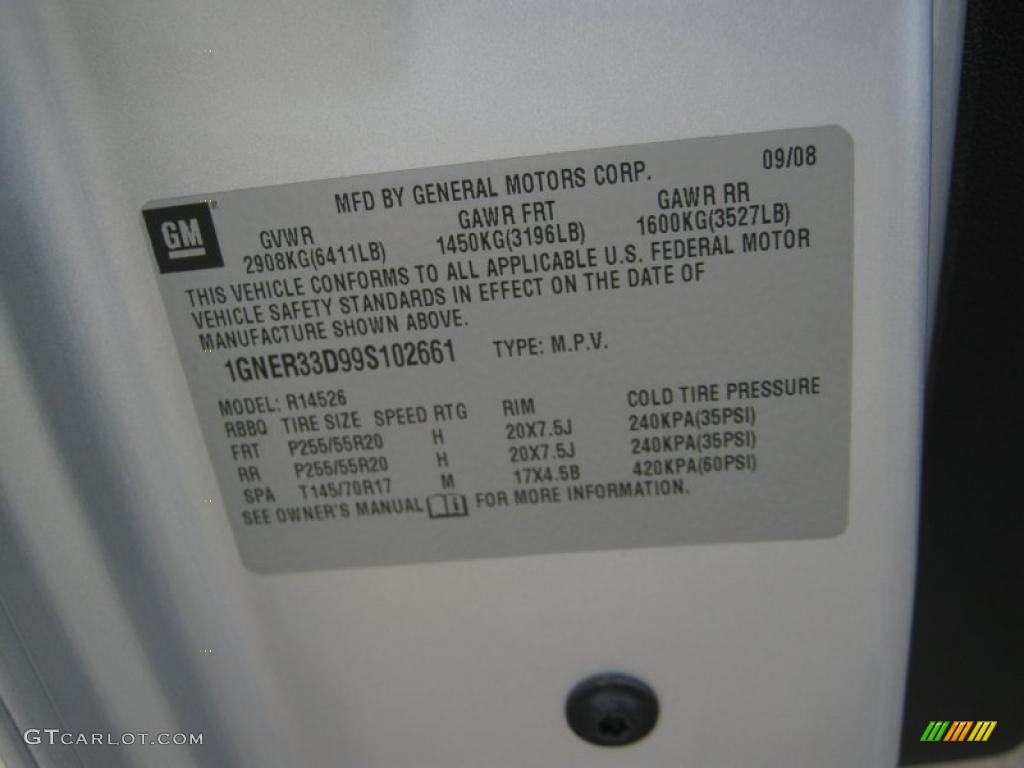 09/08
MFD BY GENERAL MOTORS CORP.
GM
GVWR GAWR FRT GAWR RR
2908KG(6411LB) 1450KG(3196LB) 1600KG(3527LB)
THIS VEHICLE CONFORMS TO ALL APPLICABLE U.S. FEDERAL MOTOR
VEHICLE SAFETY STANDARDS IN EFFECT ON THE DATE OF
MANUFACTURE SHOWN ABOVE.
1GNER33D99S102661 TYPE: M.P.V.
MODEL: R14526
RBBQ TIRE SIZE SPEED RTG RIM COLD TIRE PRESSURE
FRT P255/55R20 H 20X7.5J 240KPA(35PSI)
RR P255/55R20 H 20X7.5J 240KPA(35PSI)
SPA T145/70R17 M 17X4.5B 420KPA(60PSI)
SEE OWNER'S MANUAL FOR MORE INFORMATION.
GTCARLOT.COM